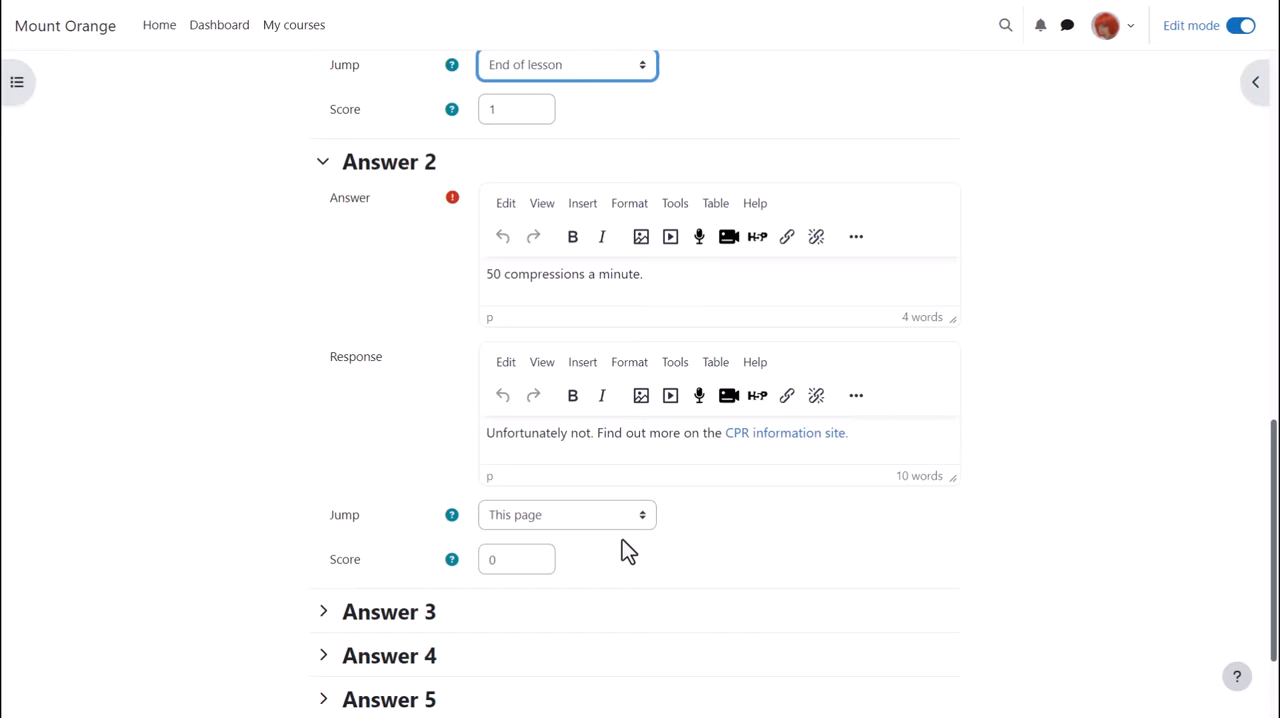 Mount Orange Home Dashboard My courses Edit mode
Jump ? End of lesson
Score ? 1
Answer 2
Answer ! Edit View Insert Format Tools Table Help
B I H-P
50 compressions a minute.
p 4 words
Response Edit View Insert Format Tools Table Help
B I H-P
Unfortunately not. Find out more on the CPR information site.
p 10 words
Jump ? This page
Score ? 0
Answer 3
Answer 4
?
Answer 5